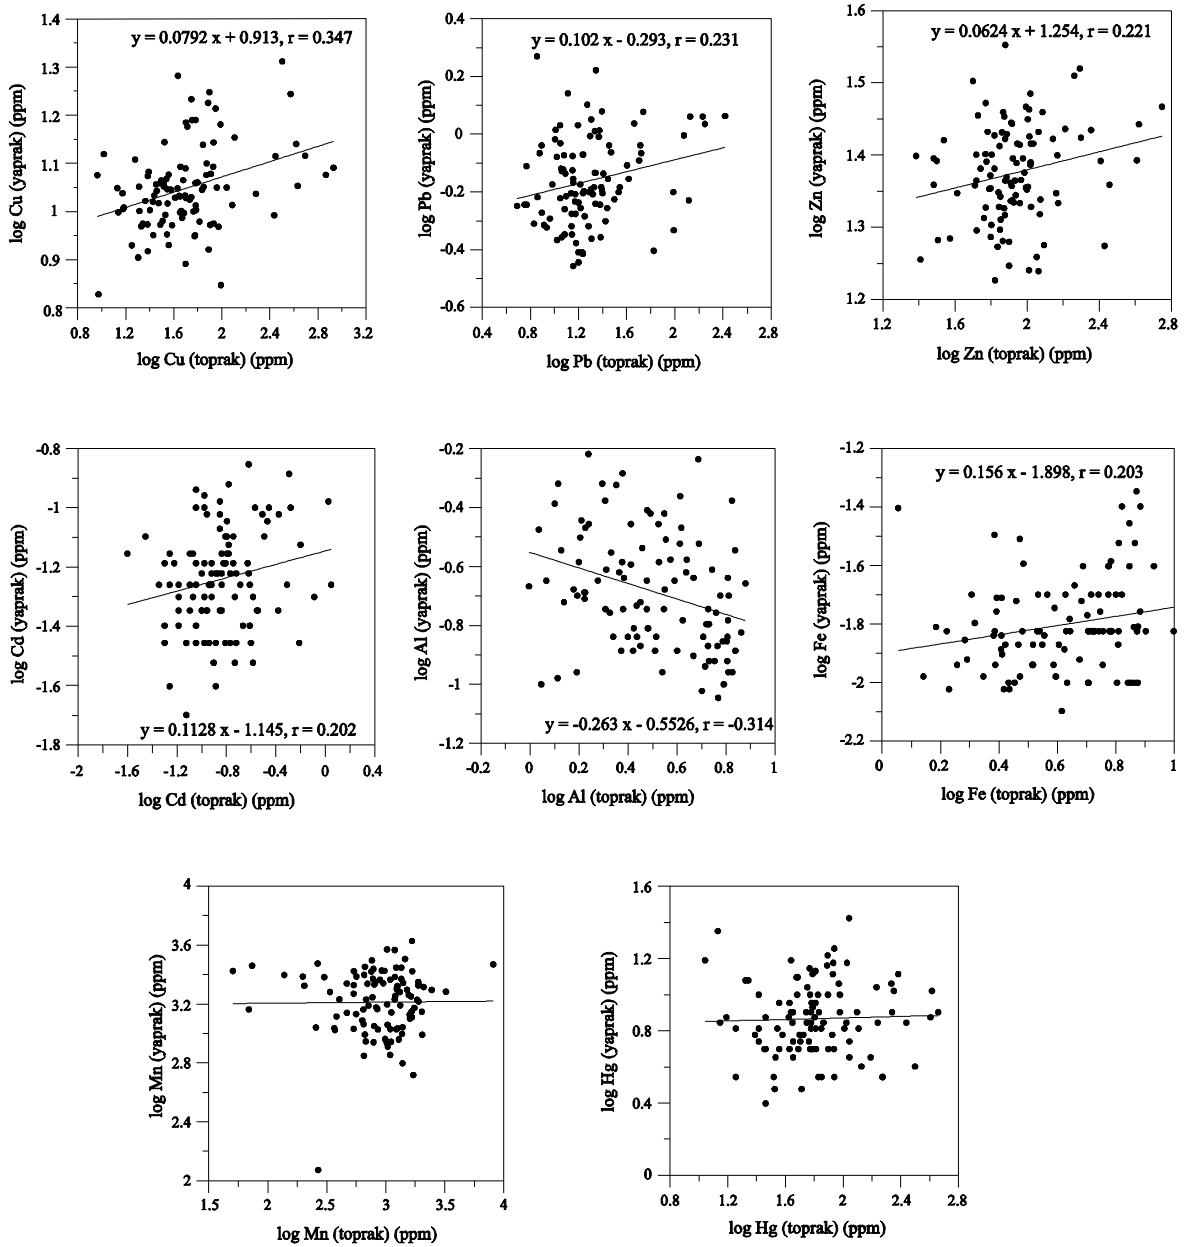 y = 0.0792 x + 0.913, r = 0.347
1.4
1.3
1.2
1.1
1
0.9
0.8
log Cu (yaprak) (ppm)
0.8 1.2 1.6 2 2.4 2.8 3.2
log Cu (toprak) (ppm)
y = 0.102 x - 0.293, r = 0.231
0.4
0.2
0
-0.2
-0.4
-0.6
log Pb (yaprak) (ppm)
0.4 0.8 1.2 1.6 2 2.4 2.8
log Pb (toprak) (ppm)
y = 0.0624 x + 1.254, r = 0.221
1.6
1.5
1.4
1.3
1.2
log Zn (yaprak) (ppm)
1.2 1.6 2 2.4 2.8
log Zn (toprak) (ppm)
-0.8
-1
-1.2
-1.4
-1.6
-1.8
log Cd (yaprak) (ppm)
y = 0.1128 x - 1.145, r = 0.202
-2 -1.6 -1.2 -0.8 -0.4 0 0.4
log Cd (toprak) (ppm)
-0.2
-0.4
-0.6
-0.8
-1
-1.2
log Al (yaprak) (ppm)
y = -0.263 x - 0.5526, r = -0.314
-0.2 0 0.2 0.4 0.6 0.8 1
log Al (toprak) (ppm)
y = 0.156 x - 1.898, r = 0.203
-1.2
-1.4
-1.6
-1.8
-2
-2.2
log Fe (yaprak) (ppm)
0 0.2 0.4 0.6 0.8 1
log Fe (toprak) (ppm)
4
3.6
3.2
2.8
2.4
2
log Mn (yaprak) (ppm)
1.5 2 2.5 3 3.5 4
log Mn (toprak) (ppm)
1.6
1.2
0.8
0.4
0
log Hg (yaprak) (ppm)
0.8 1.2 1.6 2 2.4 2.8
log Hg (toprak) (ppm)